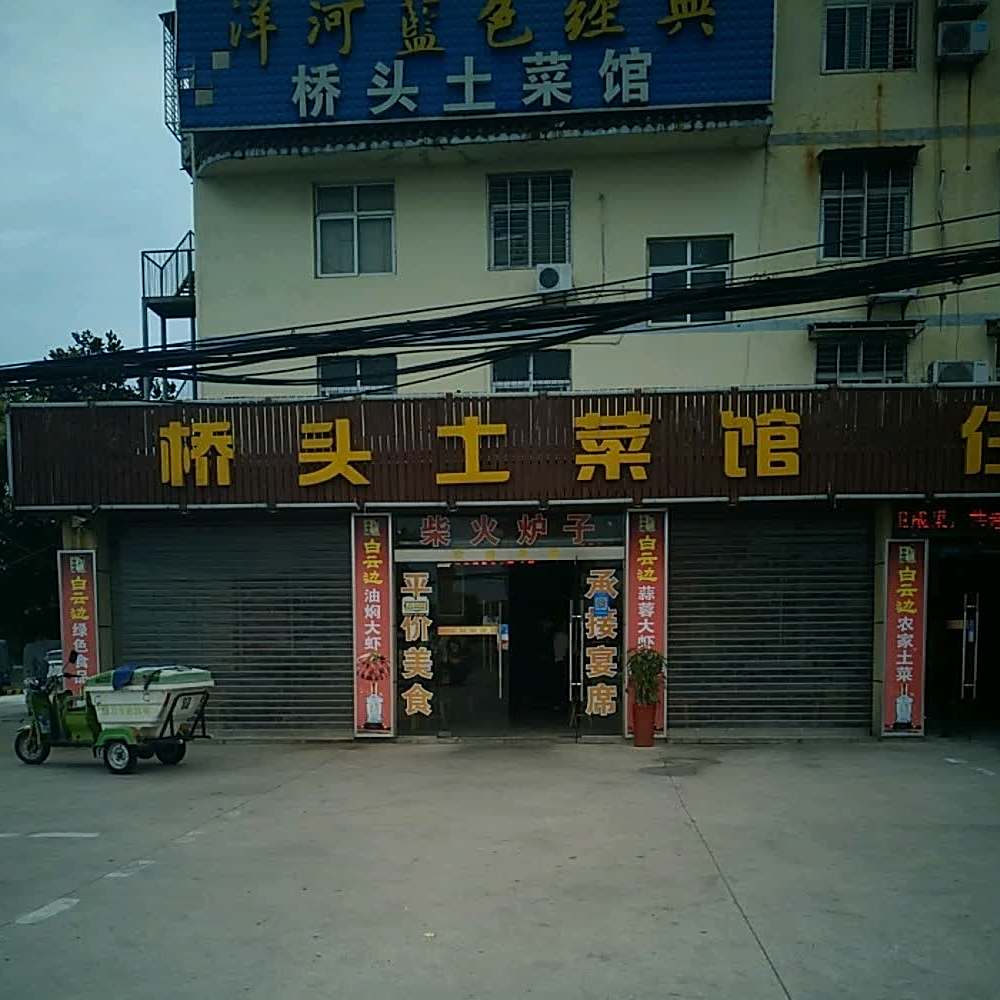 洋河蓝色经典
桥头土菜馆
桥头土菜馆
柴火炉子
平价美食
承接宴席
白云边 绿色食品
白云边 油焖大虾
白云边 蒜蓉大虾
白云边 农家土菜